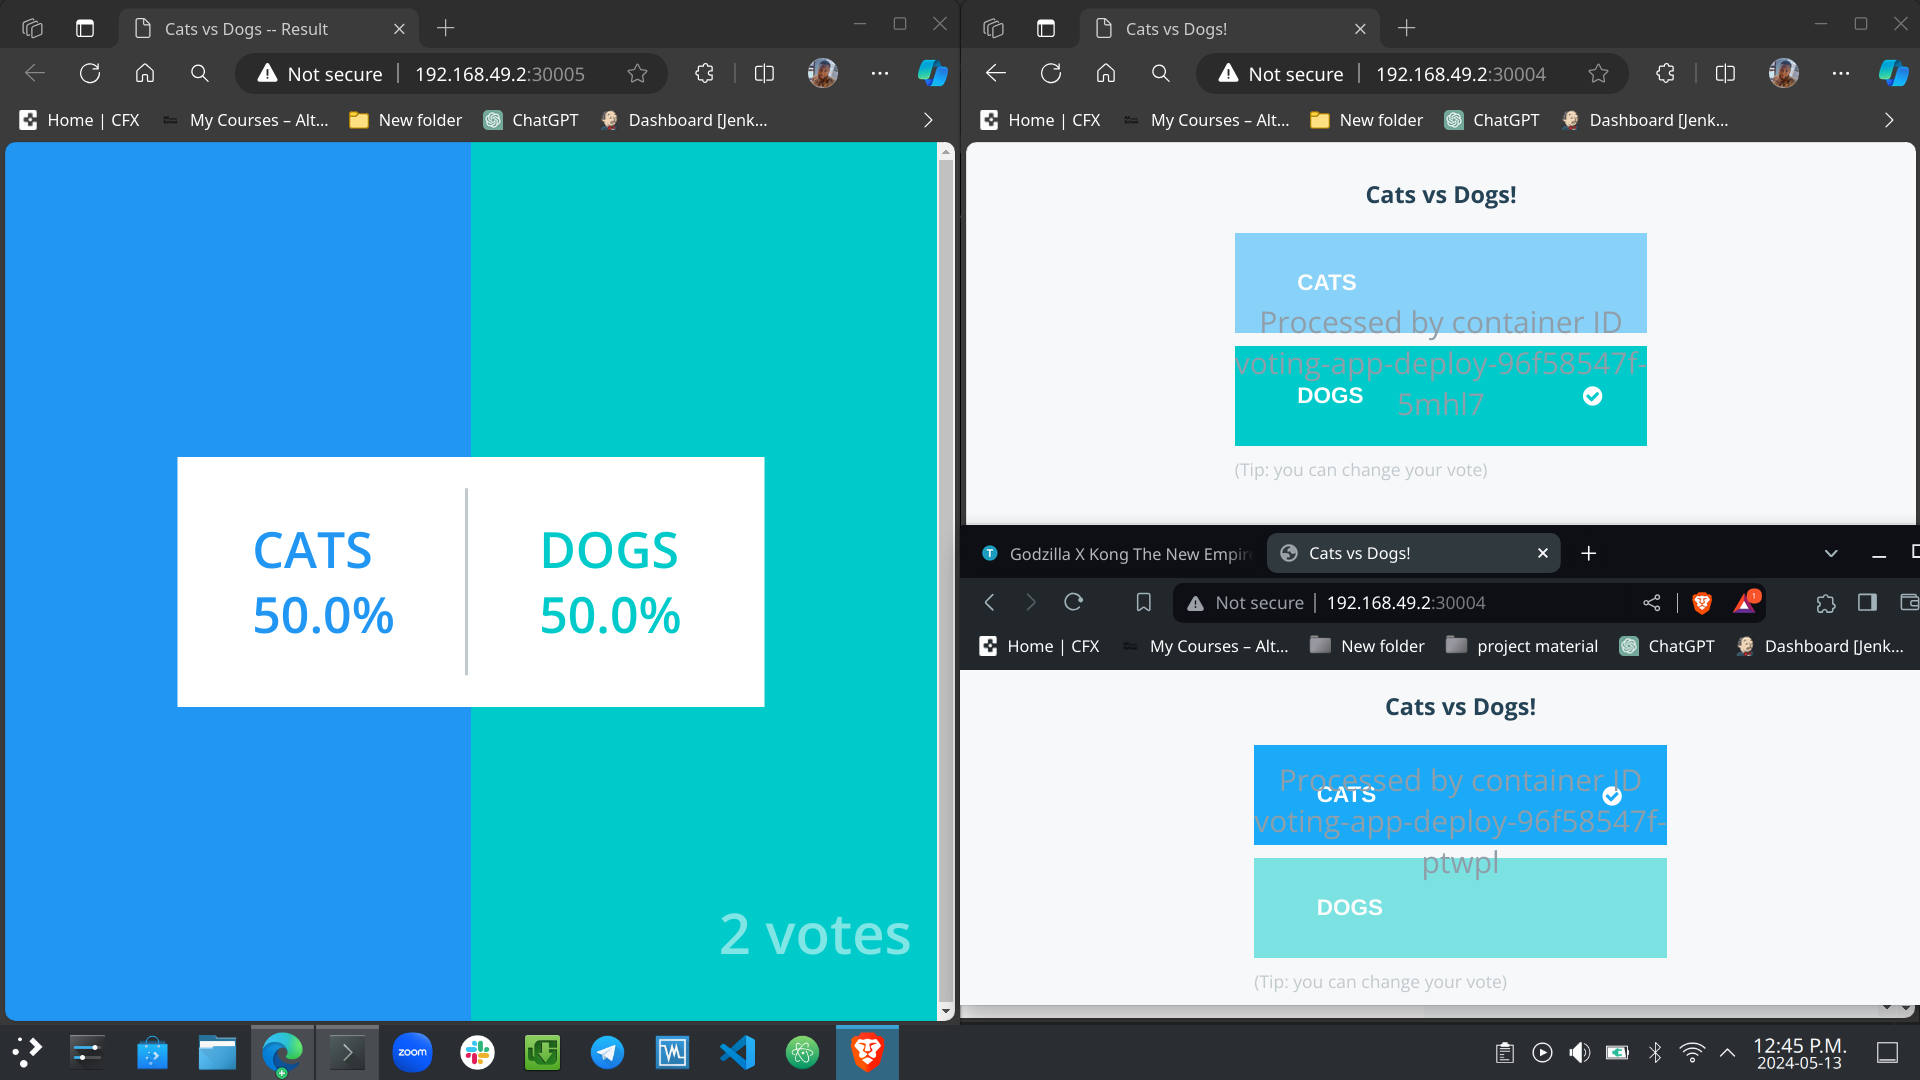 Cats vs Dogs -- Result
Not secure
192.168.49.2:30005
Home | CFX
My Courses – Alt...
New folder
ChatGPT
Dashboard [Jenk...
CATS
50.0%
DOGS
50.0%
2 votes
Cats vs Dogs!
Not secure
192.168.49.2:30004
Home | CFX
My Courses – Alt...
New folder
ChatGPT
Dashboard [Jenk...
Cats vs Dogs!
CATS
Processed by container ID
voting-app-deploy-96f58547f-
5mhl7
DOGS
(Tip: you can change your vote)
T
Godzilla X Kong The New Empire
Cats vs Dogs!
Not secure
192.168.49.2:30004
1
Home | CFX
My Courses – Alt...
New folder
project material
ChatGPT
Dashboard [Jenk...
Cats vs Dogs!
Processed by container ID
CATS
voting-app-deploy-96f58547f-
ptwpl
DOGS
(Tip: you can change your vote)
zoom
12:45 P.M.
2024-05-13